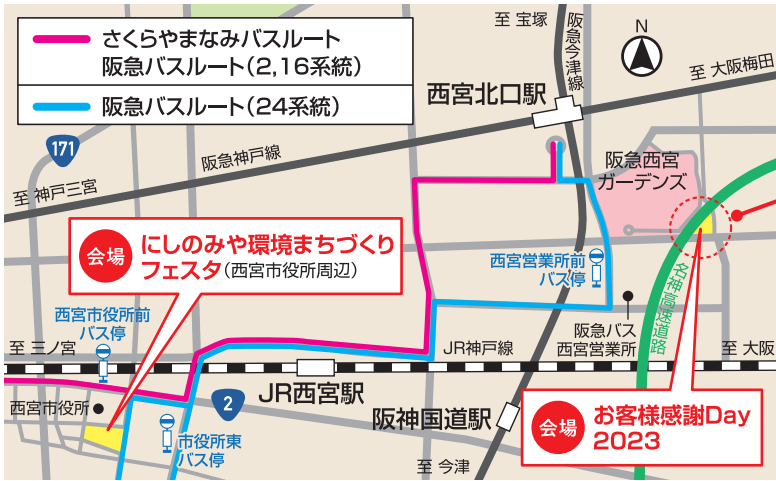 さくらやまなみバスルート
阪急バスルート（2,16系統）
阪急バスルート（24系統）
至 宝塚
阪急今津線
N
至 大阪梅田
西宮北口駅
171
阪急神戸線
至 神戸三宮
阪急西宮
ガーデンズ
会場
にしのみや環境まちづくり
フェスタ（西宮市役所周辺）
西宮営業所前
バス停
名神高速道路
西宮市役所前
バス停
阪急バス
西宮営業所
至 三ノ宮
JR神戸線
至 大阪
JR西宮駅
2
西宮市役所
阪神国道駅
市役所東
バス停
会場
お客様感謝Day
2023
至 今津